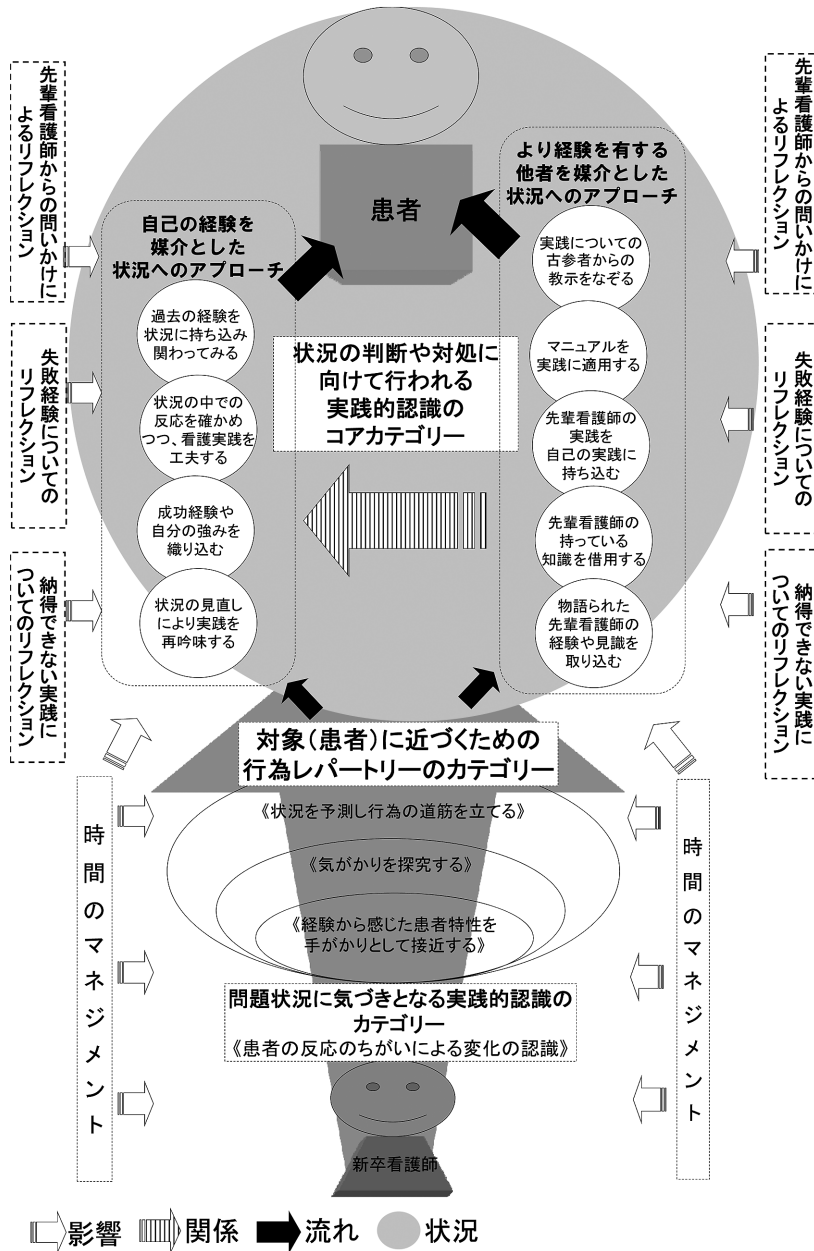 先輩看護師からの問いかけに
よるリフレクション
失敗経験についての
リフレクション
納得できない実践に
ついてのリフレクション
患者
自己の経験を
媒介とした
状況へのアプローチ
過去の経験を
状況に持ち込み
関わってみる
状況の中での
反応を確かめ
つつ、看護実践を
工夫する
成功経験や
自分の強みを
織り込む
状況の見直し
により実践を
再吟味する
状況の判断や対処に
向けて行われる
実践的認識の
コアカテゴリー
より経験を有する
他者を媒介とした
状況へのアプローチ
実践についての
古参者からの
教示をなぞる
マニュアルを
実践に適用する
先輩看護師の
実践を
自己の実践に
持ち込む
先輩看護師の
持っている
知識を借用する
物語られた
先輩看護師の
経験や見識を
取り込む
先輩看護師からの問いかけに
よるリフレクション
失敗経験についての
リフレクション
納得できない実践に
ついてのリフレクション
対象(患者)に近づくための
行為レパートリーのカテゴリー
《状況を予測し行為の道筋を立てる》
《気がかりを探究する》
《経験から感じた患者特性を
手がかりとして接近する》
時間のマネジメント
時間のマネジメント
問題状況に気づきとなる実践的認識の
カテゴリー
《患者の反応のちがいによる変化の認識》
新卒看護師
影響
関係
流れ
状況